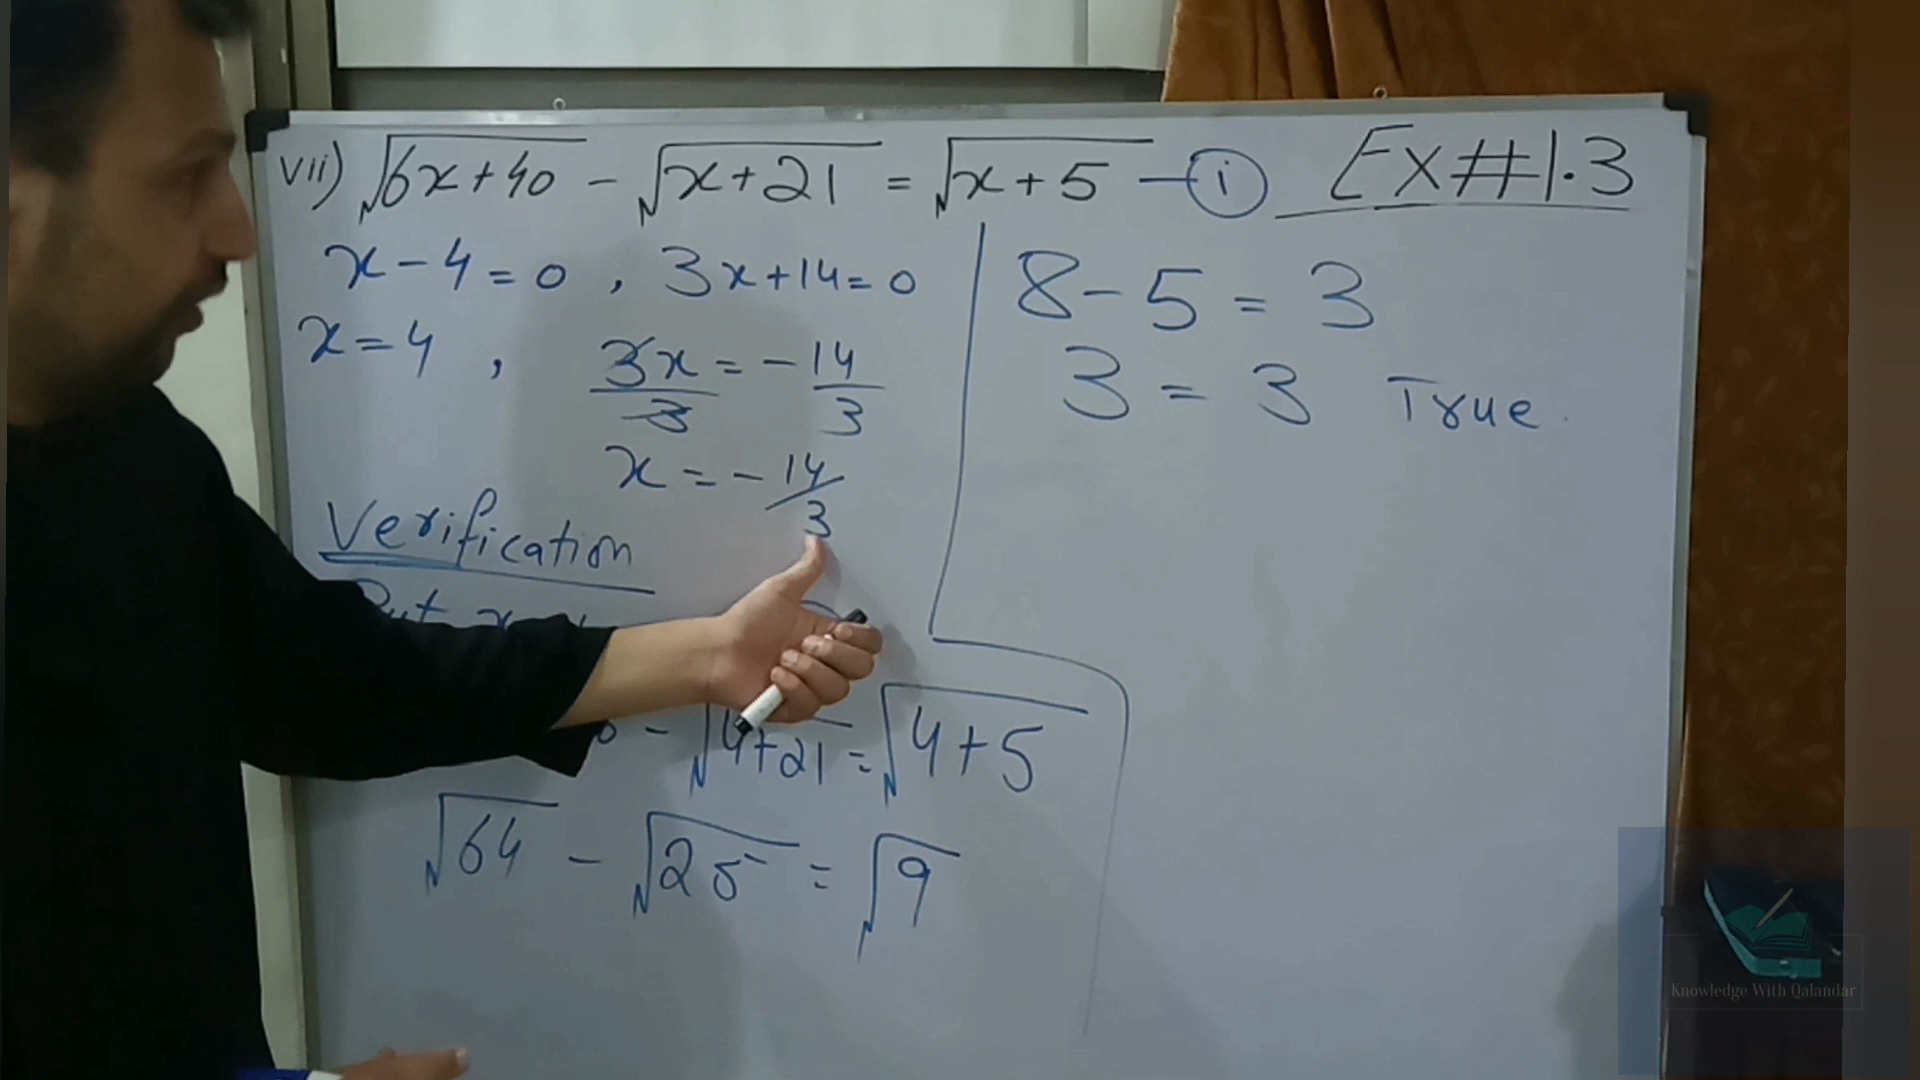 vii) √6x+40 - √x+21 = √x+5 — (i)
Ex#1.3
x-4=0 , 3x+14=0
x=4 , 3x/3 = -14/3
x = -14/3
Verification
Put x
- √4+21 = √4+5
√64 - √25 = √9
8-5=3
3=3 True.
Knowledge With Qalandar